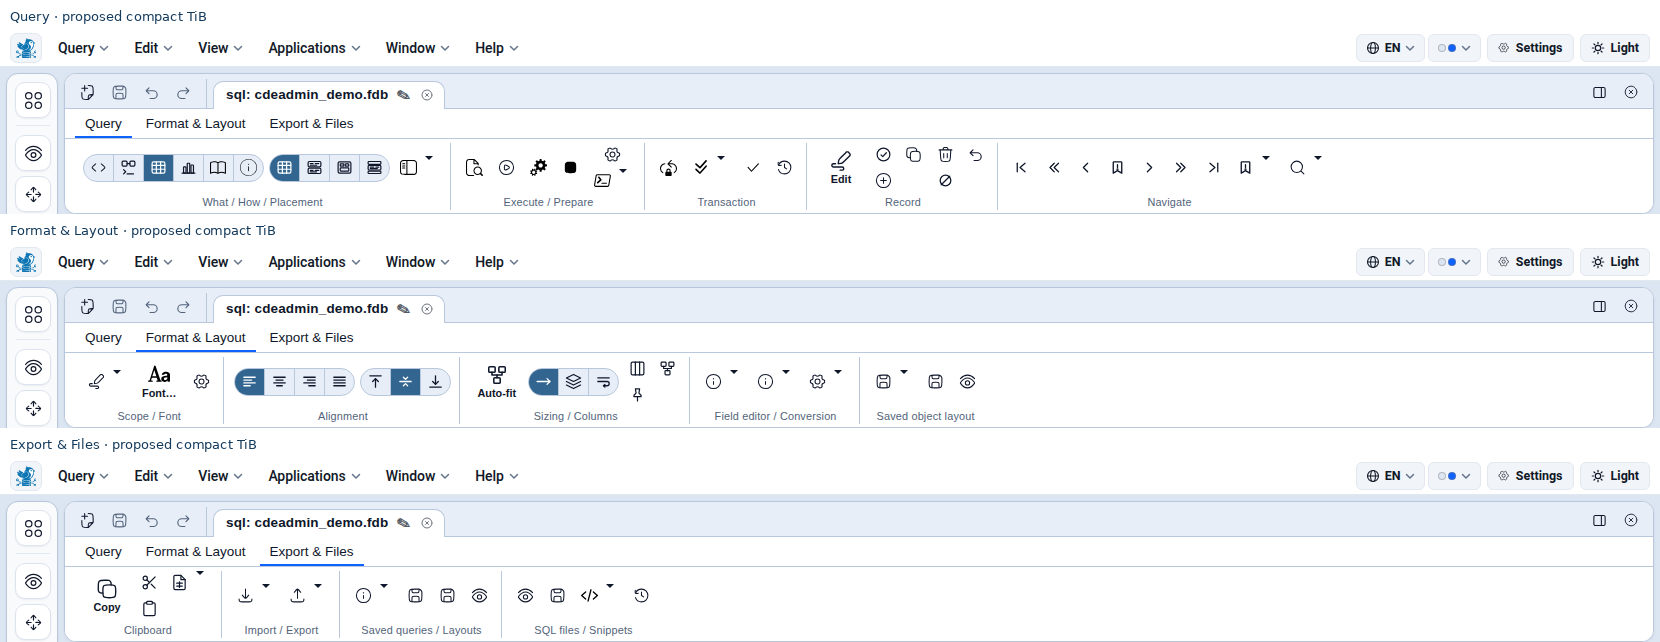 Query · proposed compact TiB
Query Edit View Applications Window Help EN Settings Light
sql: cdeadmin_demo.fdb
Query Format & Layout Export & Files
Edit
What / How / Placement Execute / Prepare Transaction Record Navigate
Format & Layout · proposed compact TiB
Query Edit View Applications Window Help EN Settings Light
sql: cdeadmin_demo.fdb
Query Format & Layout Export & Files
Aa
Font... Auto-fit
Scope / Font Alignment Sizing / Columns Field editor / Conversion Saved object layout
Export & Files · proposed compact TiB
Query Edit View Applications Window Help EN Settings Light
sql: cdeadmin_demo.fdb
Query Format & Layout Export & Files
Copy
Clipboard Import / Export Saved queries / Layouts SQL files / Snippets